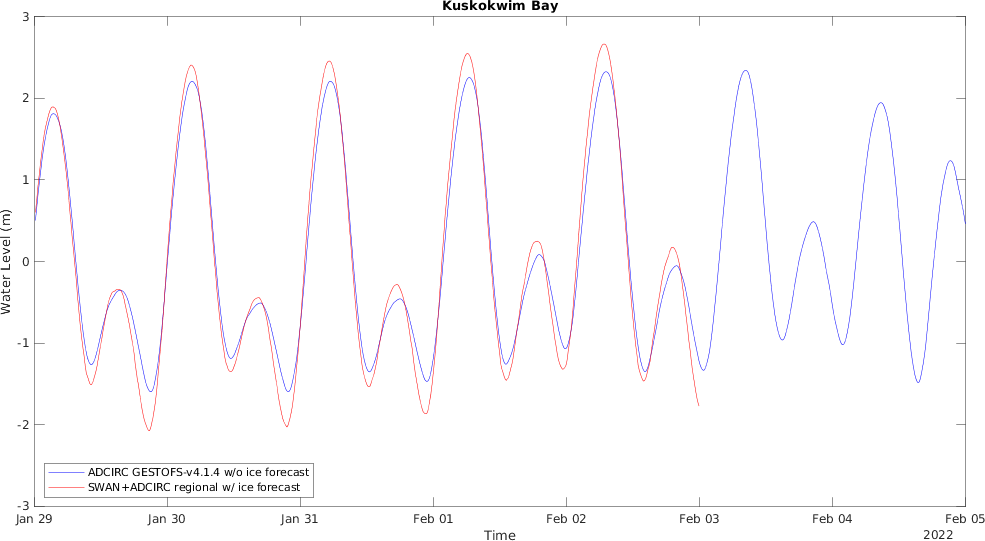 Kuskokwim Bay
3
2
1
0
-1
-2
-3
Water Level (m)
ADCIRC GESTOFS-v4.1.4 w/o ice forecast
SWAN+ADCIRC regional w/ ice forecast
Jan 29 Jan 30 Jan 31 Feb 01 Feb 02 Feb 03 Feb 04 Feb 05
Time
2022